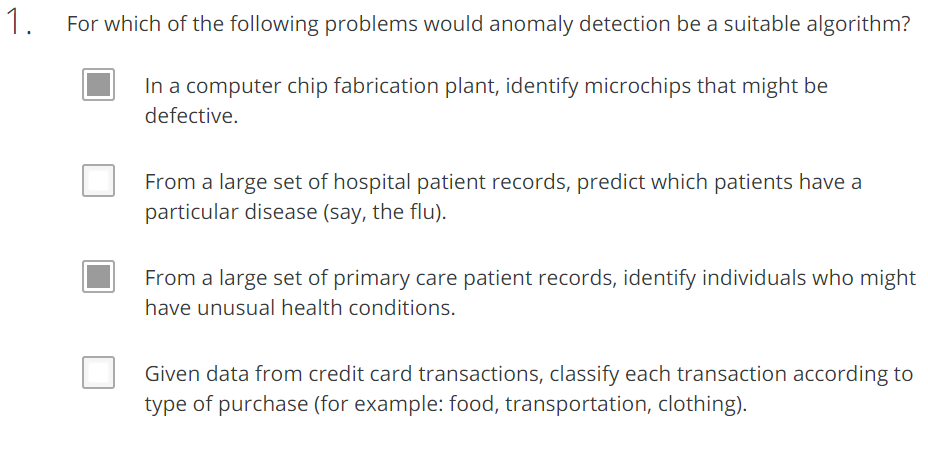 1. For which of the following problems would anomaly detection be a suitable algorithm?
In a computer chip fabrication plant, identify microchips that might be
defective.
From a large set of hospital patient records, predict which patients have a
particular disease (say, the flu).
From a large set of primary care patient records, identify individuals who might
have unusual health conditions.
Given data from credit card transactions, classify each transaction according to
type of purchase (for example: food, transportation, clothing).